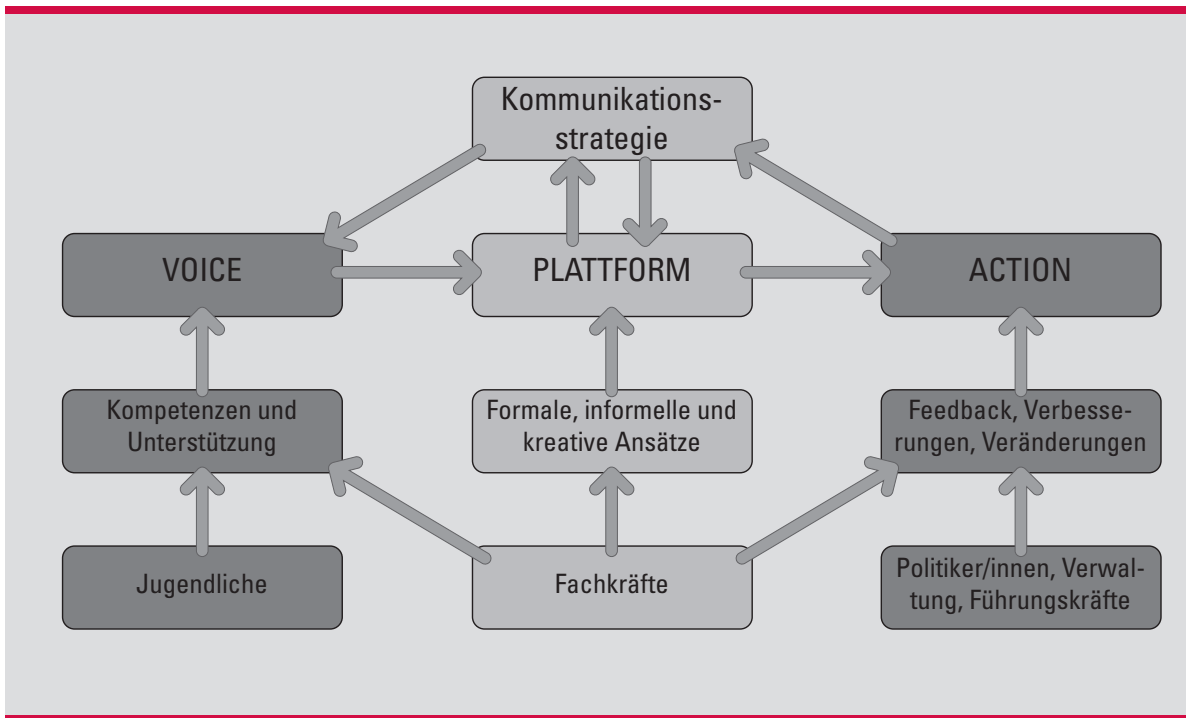 Kommunikations-
strategie
VOICE
PLATTFORM
ACTION
Kompetenzen und
Unterstützung
Formale, informelle und
kreative Ansätze
Feedback, Verbesse-
rungen, Veränderungen
Jugendliche
Fachkräfte
Politiker/innen, Verwal-
tung, Führungskräfte